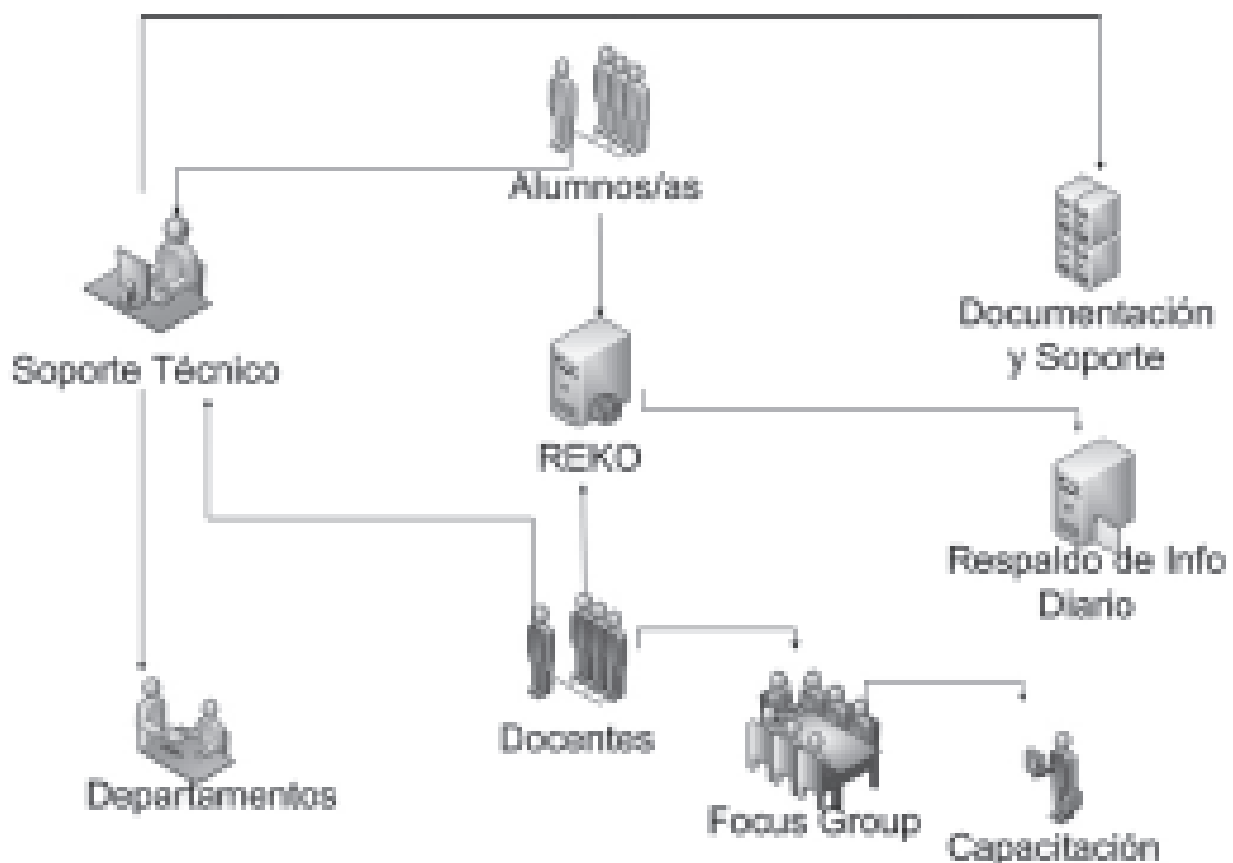 Alumnos/as
Documentación
y Soporte
Soporte Técnico
REKO
Respaldo de Info
Diario
Docentes
Departamentos
Focus Group
Capacitación